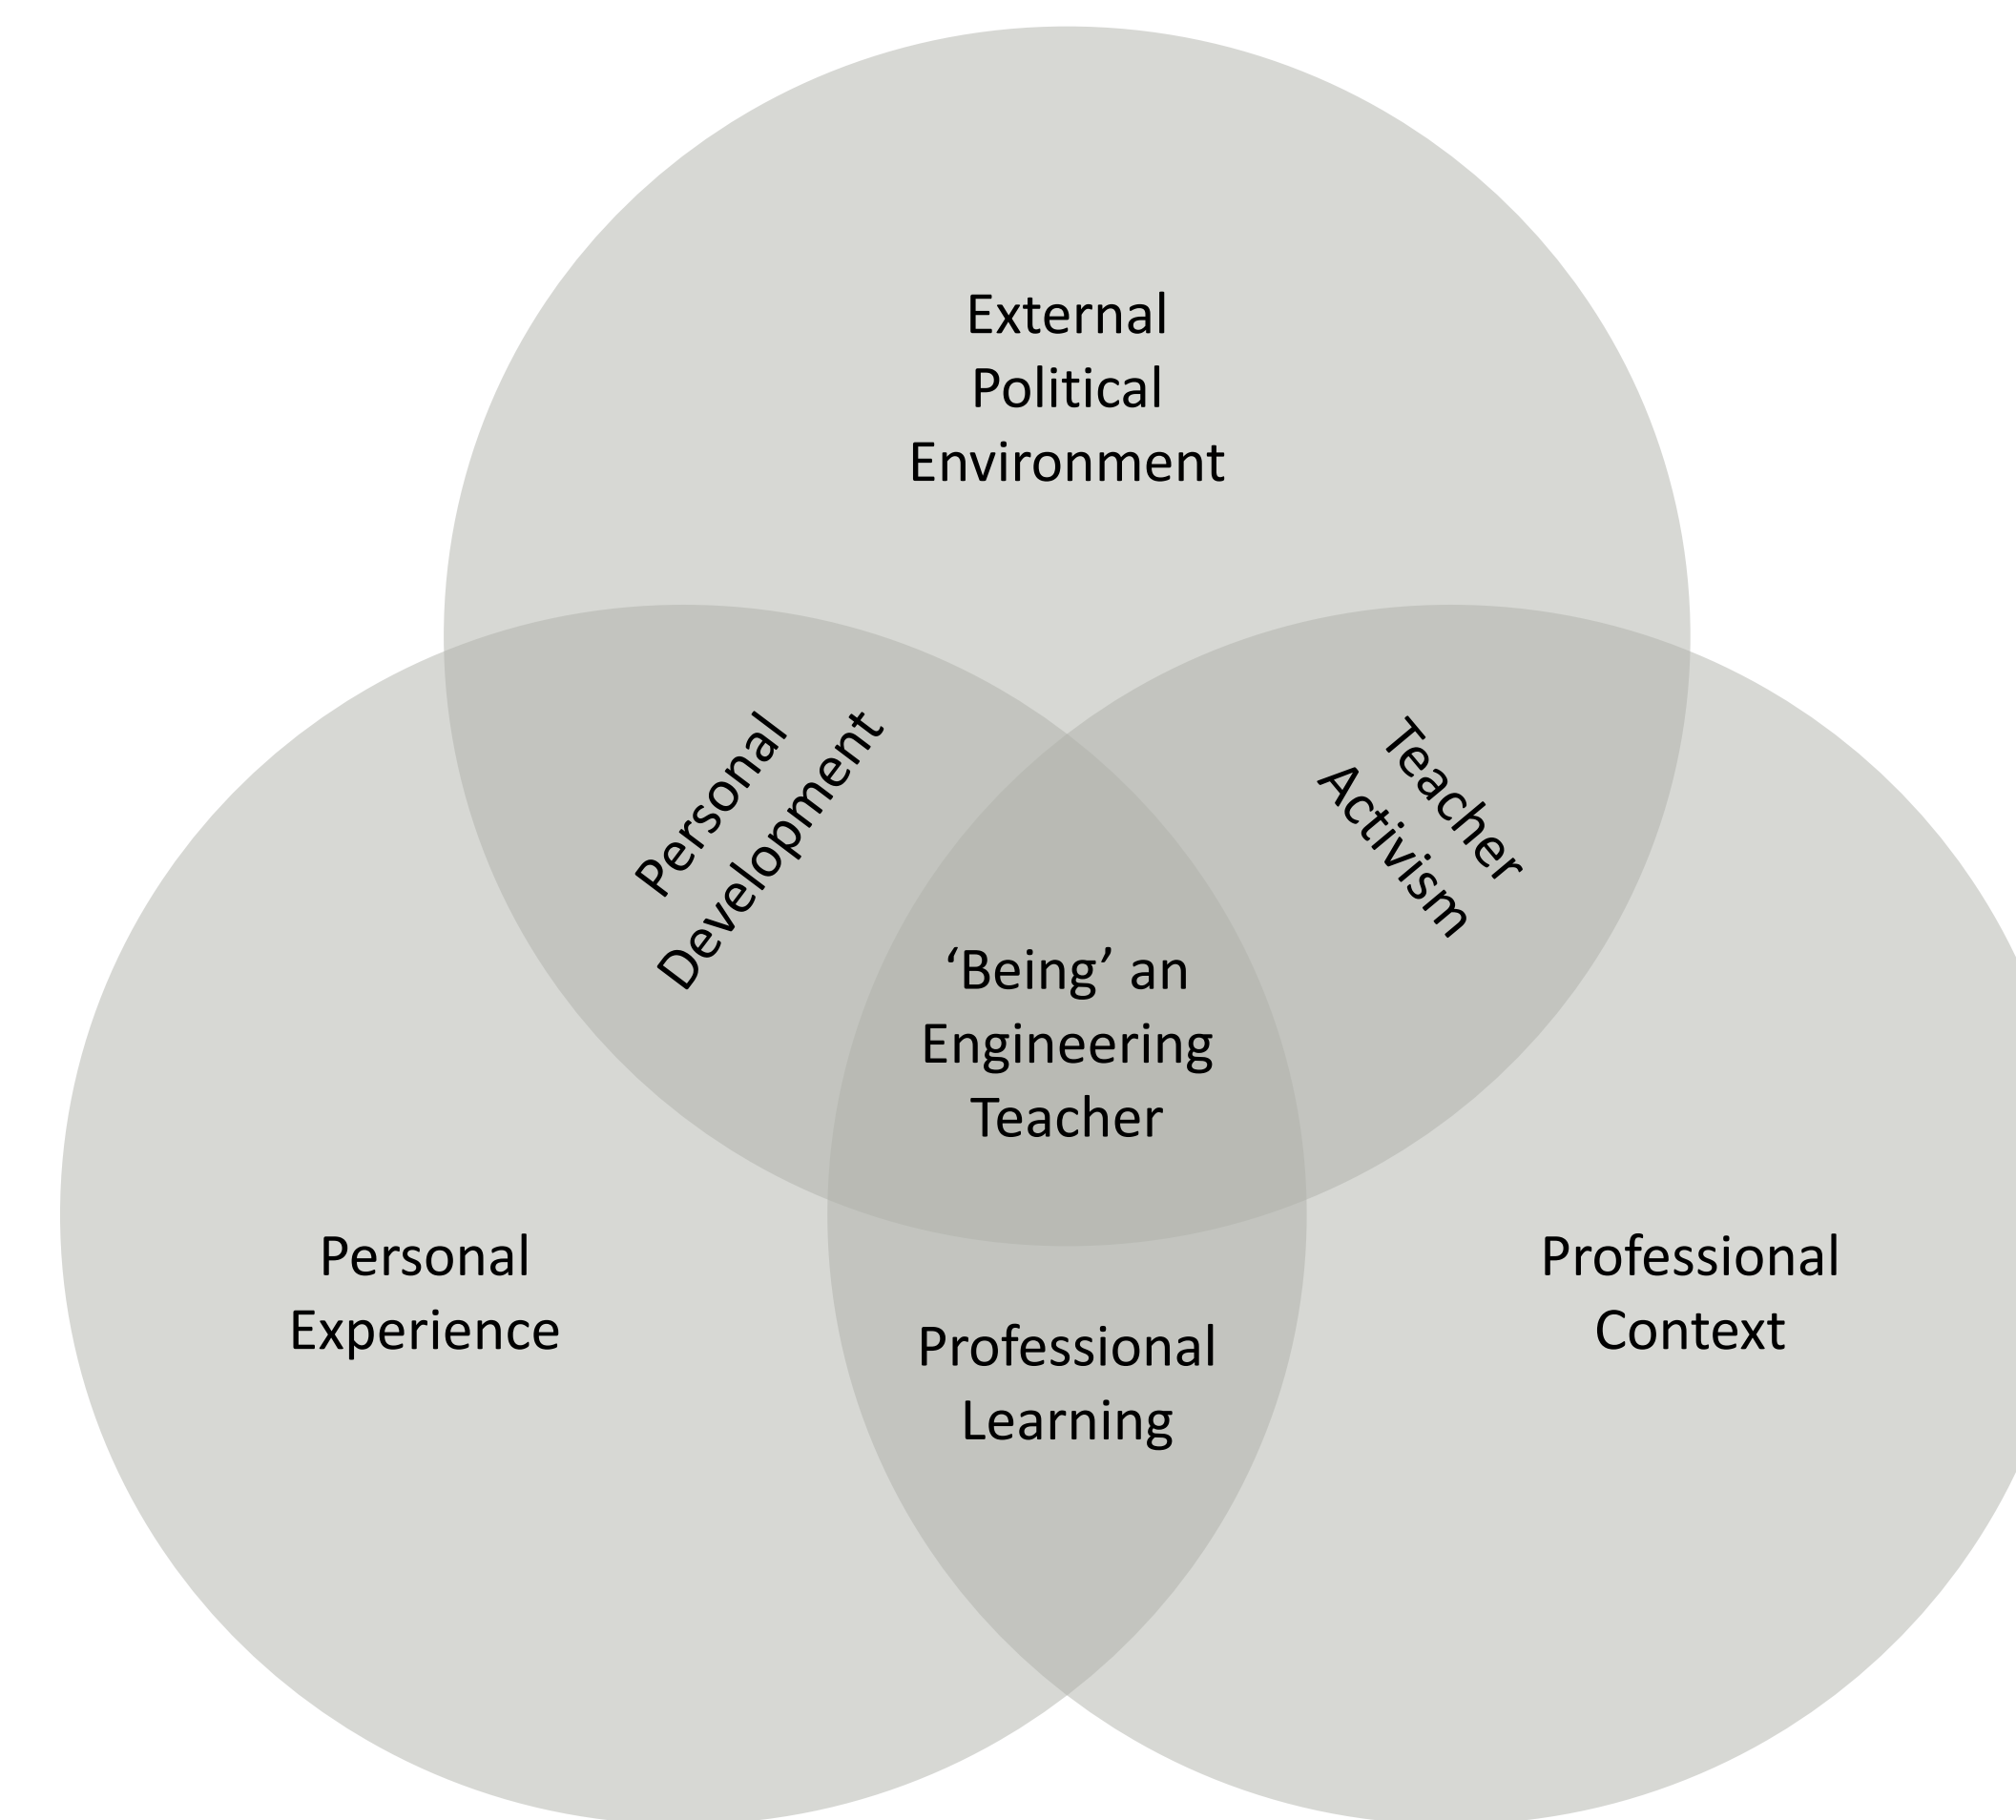 External
Political
Environment
Personal
Development
Teacher
Activism
‘Being’ an
Engineering
Teacher
Personal
Experience
Professional
Context
Professional
Learning